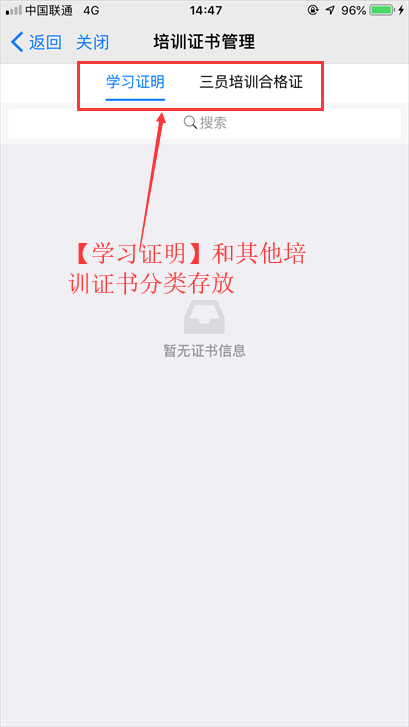 中国联通 4G 14:47 96%
返回 关闭 培训证书管理
学习证明 三员培训合格证
搜索
【学习证明】和其他培
训证书分类存放
暂无证书信息